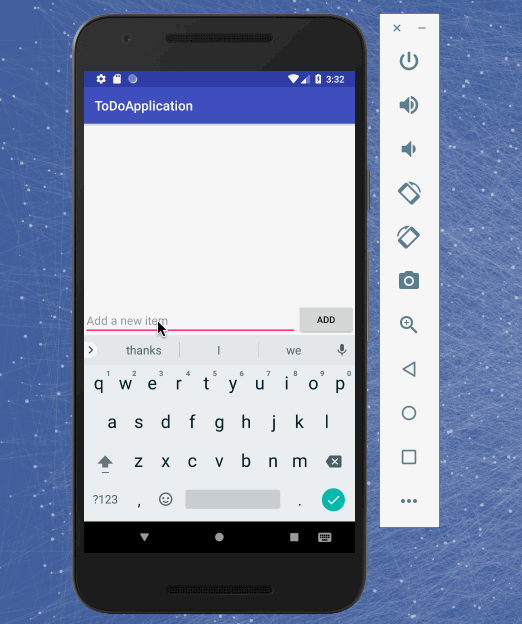 3:32
ToDoApplication
Add a new item
ADD
thanks I we
1 2 3 4 5 6 7 8 9 0
q w e r t y u i o p
a s d f g h j k l
z x c v b n m
?123 , .